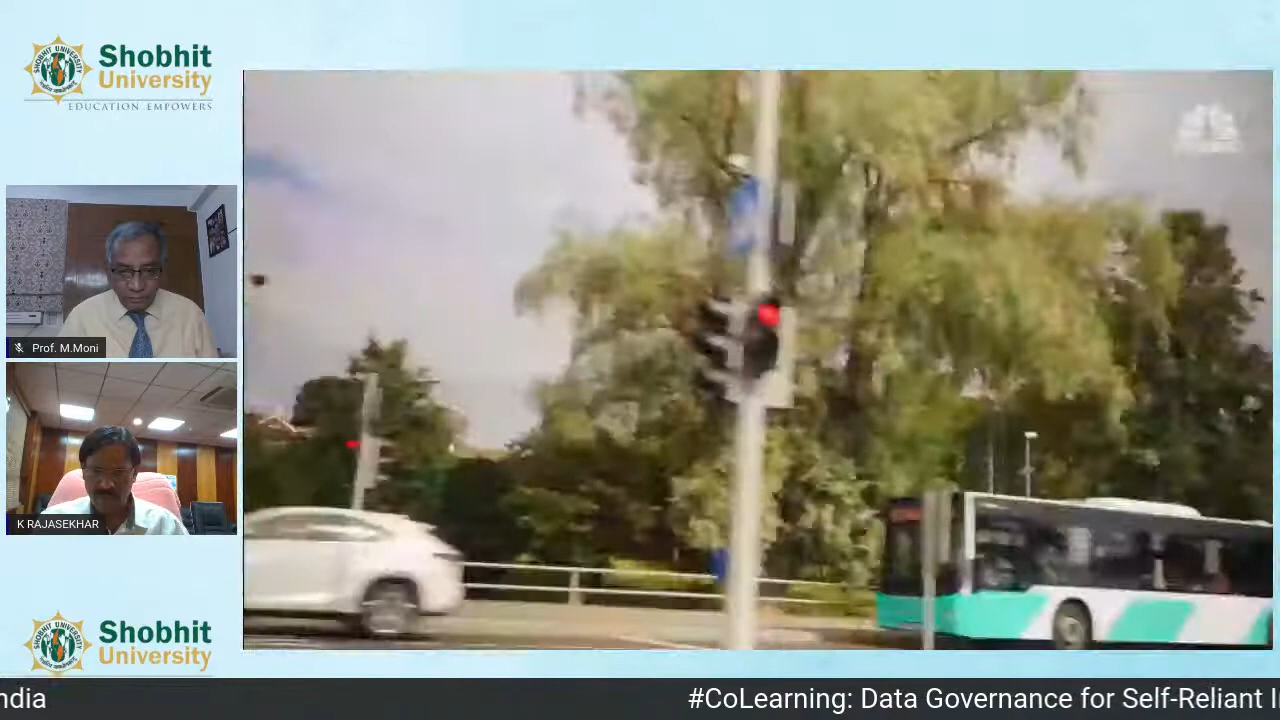 Shobhit
University
EDUCATION EMPOWERS
Prof. M.Moni
K RAJASEKHAR
Shobhit
University
ndia
#CoLearning: Data Governance for Self-Reliant I